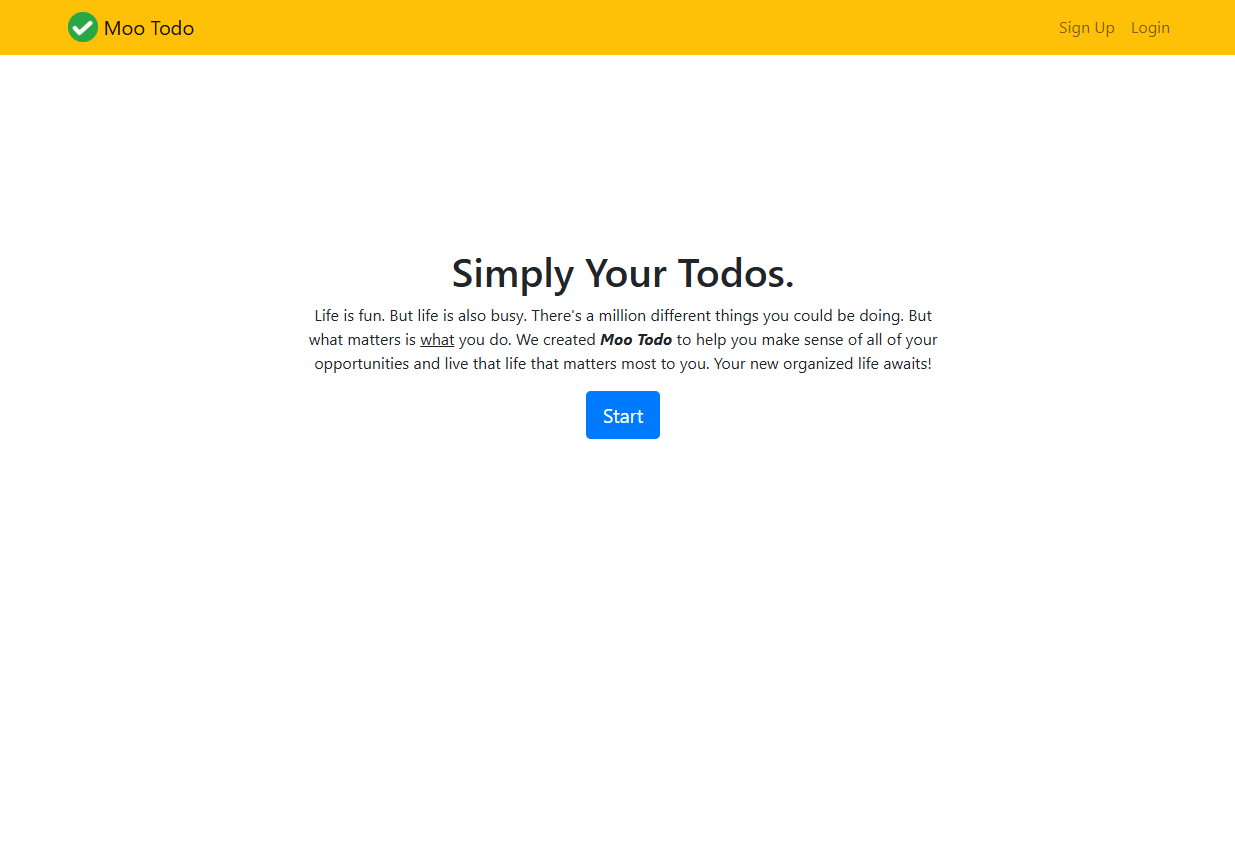 Moo Todo
Sign Up
Login
Simply Your Todos.
Life is fun. But life is also busy. There's a million different things you could be doing. But
what matters is what you do. We created Moo Todo to help you make sense of all of your
opportunities and live that life that matters most to you. Your new organized life awaits!
Start